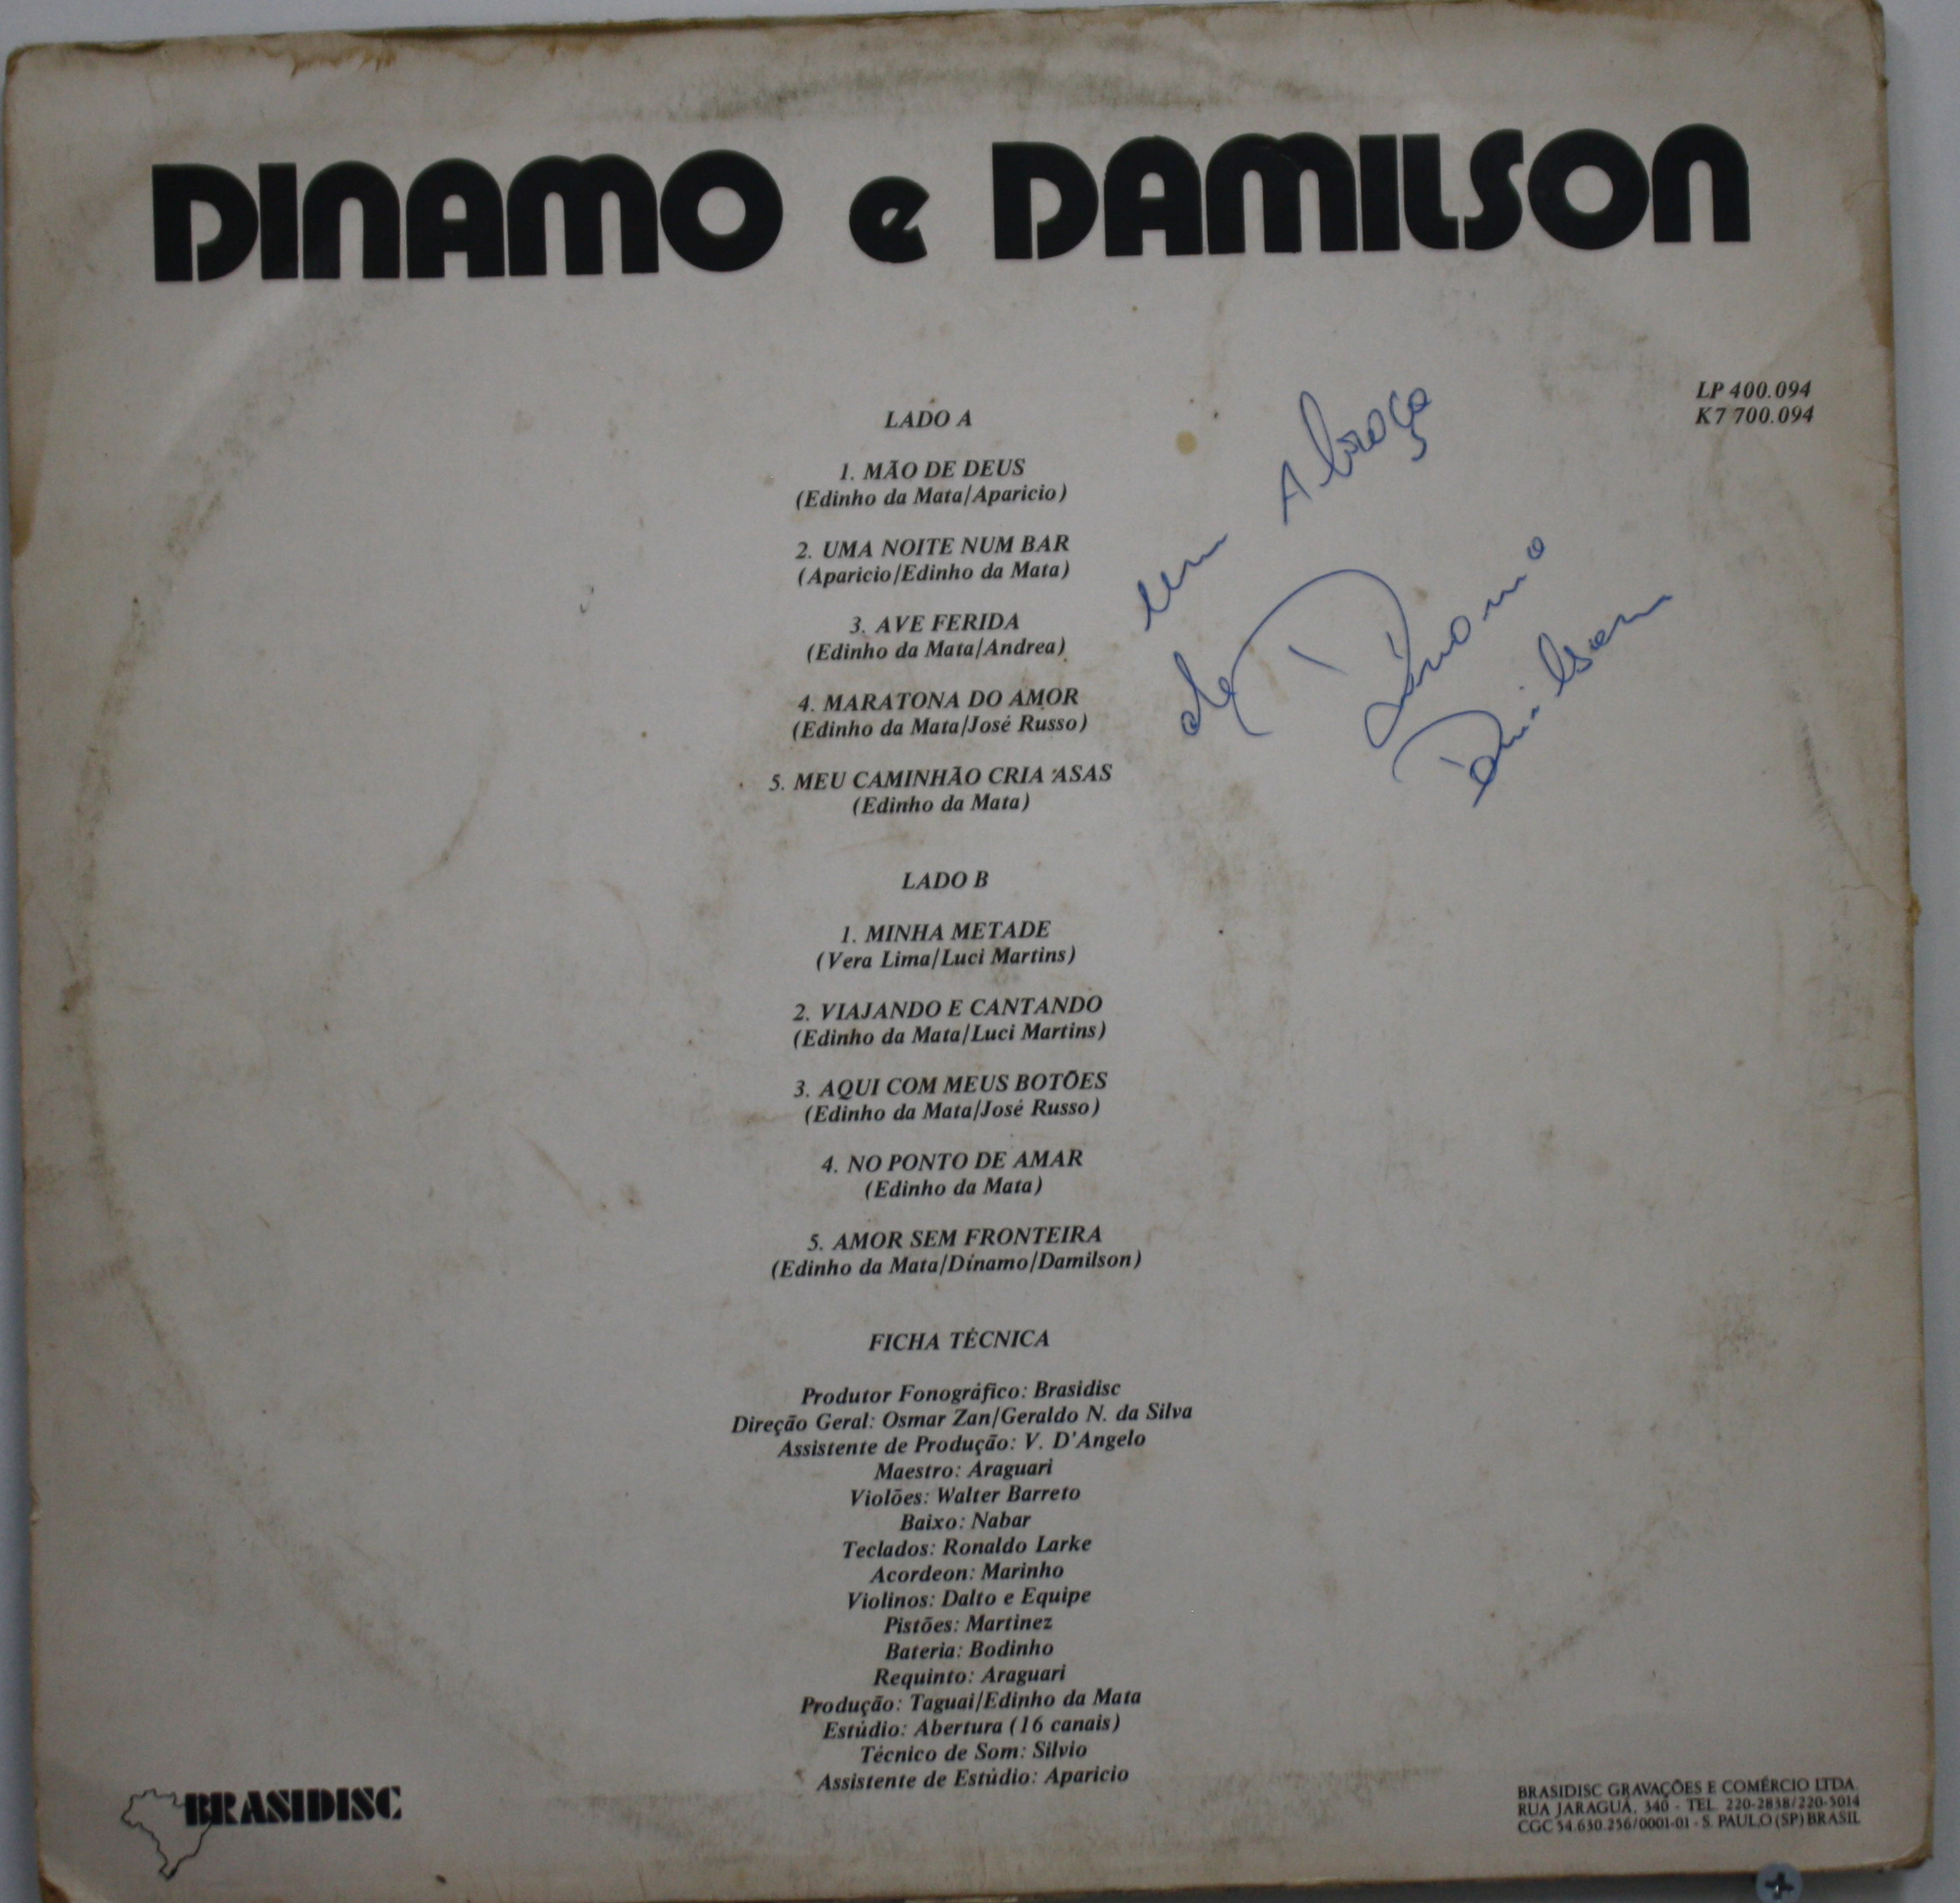 DINAMO e DAMILSON
LP 400.094
K7 700.094
LADO A
1. MÃO DE DEUS
(Edinho da Mata/Aparicio)
2. UMA NOITE NUM BAR
(Aparicio/Edinho da Mata)
3. AVE FERIDA
(Edinho da Mata/Andrea)
4. MARATONA DO AMOR
(Edinho da Mata/José Russo)
5. MEU CAMINHÃO CRIA ASAS
(Edinho da Mata)
um Abraço
de Dínamo
Damilson
LADO B
1. MINHA METADE
(Vera Lima/Luci Martins)
2. VIAJANDO E CANTANDO
(Edinho da Mata/Luci Martins)
3. AQUI COM MEUS BOTÕES
(Edinho da Mata/José Russo)
4. NO PONTO DE AMAR
(Edinho da Mata)
5. AMOR SEM FRONTEIRA
(Edinho da Mata/Dínamo/Damilson)
FICHA TÉCNICA
Produtor Fonográfico: Brasidisc
Direção Geral: Osmar Zan/Geraldo N. da Silva
Assistente de Produção: V. D'Angelo
Maestro: Araguari
Violões: Walter Barreto
Baixo: Nabar
Teclados: Ronaldo Larke
Acordeon: Marinho
Violinos: Dalto e Equipe
Pistões: Martinez
Bateria: Bodinho
Requinto: Araguari
Produção: Taguai/Edinho da Mata
Estúdio: Abertura (16 canais)
Técnico de Som: Silvio
Assistente de Estúdio: Aparicio
BRASIDISC
BRASIDISC GRAVAÇÕES E COMÉRCIO LTDA.
RUA JARAGUÁ, 340 - TEL. 220-2838/220-5014
CGC 54.630.256/0001-01 - S. PAULO (SP) BRASIL